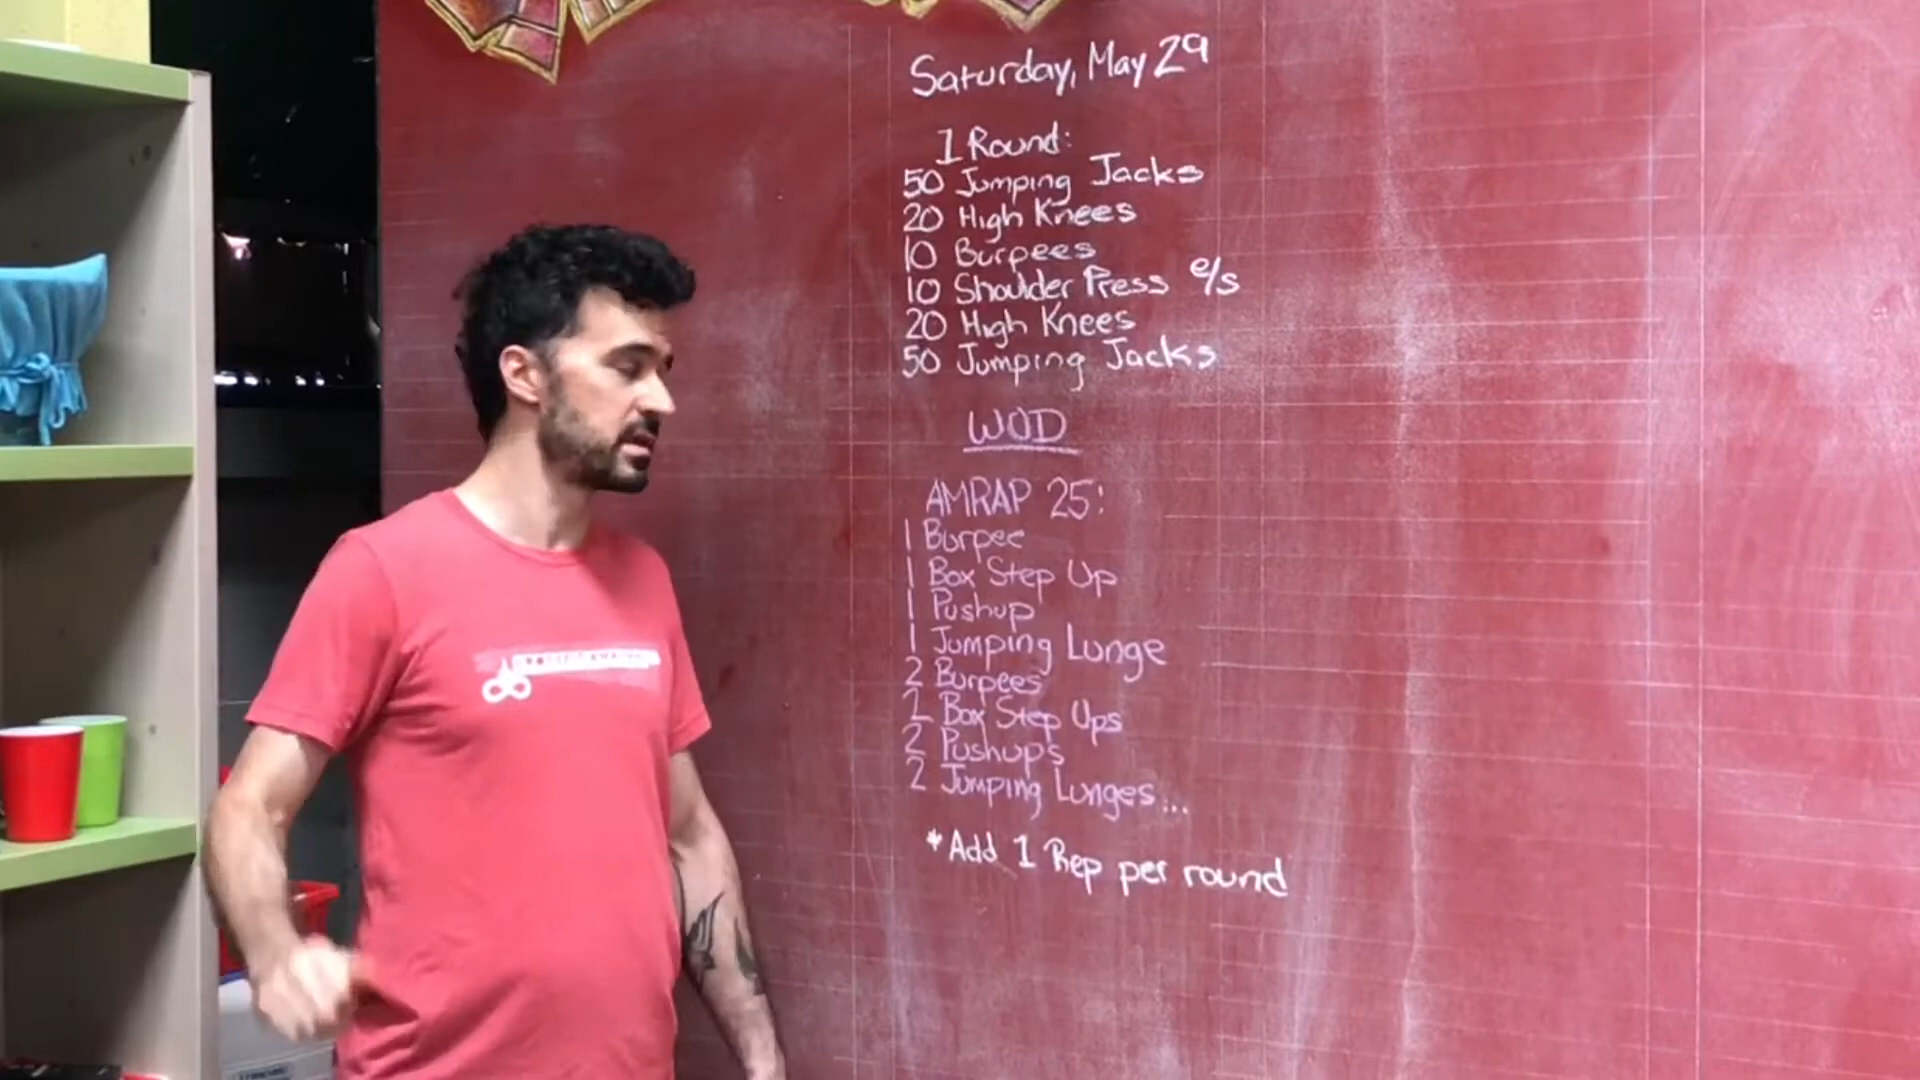 Saturday, May 29
1 Round:
50 Jumping Jacks
20 High Knees
10 Burpees
10 Shoulder Press e/s
20 High Knees
50 Jumping Jacks
WOD
AMRAP 25:
1 Burpee
1 Box Step Up
1 Pushup
1 Jumping Lunge
2 Burpees
2 Box Step Ups
2 Pushups
2 Jumping Lunges...
*Add 1 Rep per round